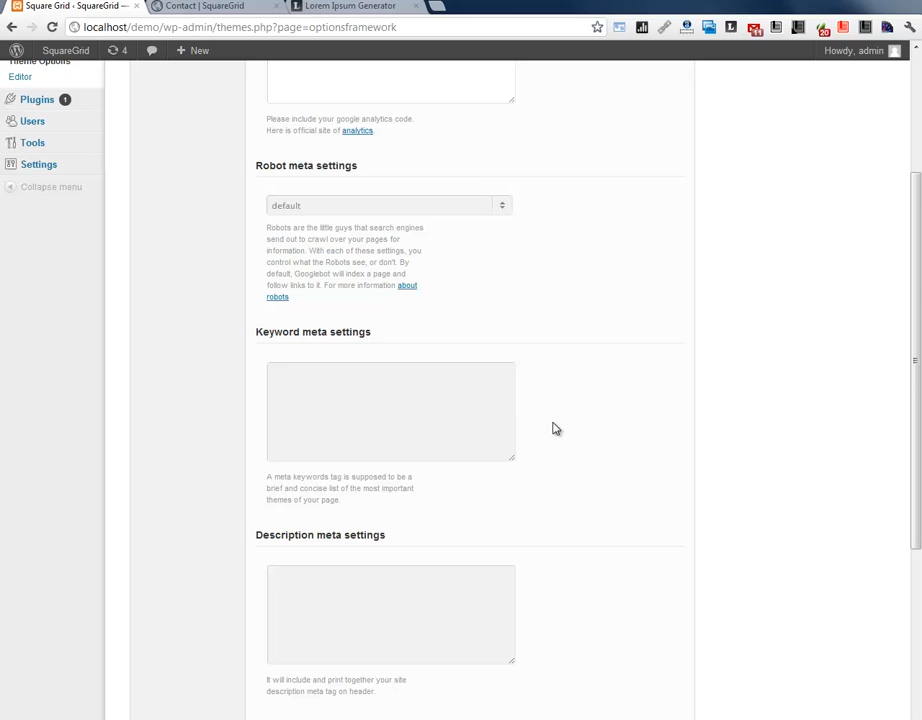 Square Grid ‹ SquareGrid —
Contact | SquareGrid
L Lorem Ipsum Generator
localhost/demo/wp-admin/themes.php?page=optionsframework
11
20
SquareGrid 4 + New Howdy, admin
Theme Options
Editor
Plugins 1
Users
Tools
Settings
Collapse menu
Please include your google analytics code.
Here is official site of analytics.
Robot meta settings
default
Robots are the little guys that search engines
send out to crawl over your pages for
information. With each of these settings, you
control what the Robots see, or don't. By
default, Googlebot will index a page and
follow links to it. For more information about
robots
Keyword meta settings
A meta keywords tag is supposed to be a
brief and concise list of the most important
themes of your page.
Description meta settings
It will include and print together your site
description meta tag on header.